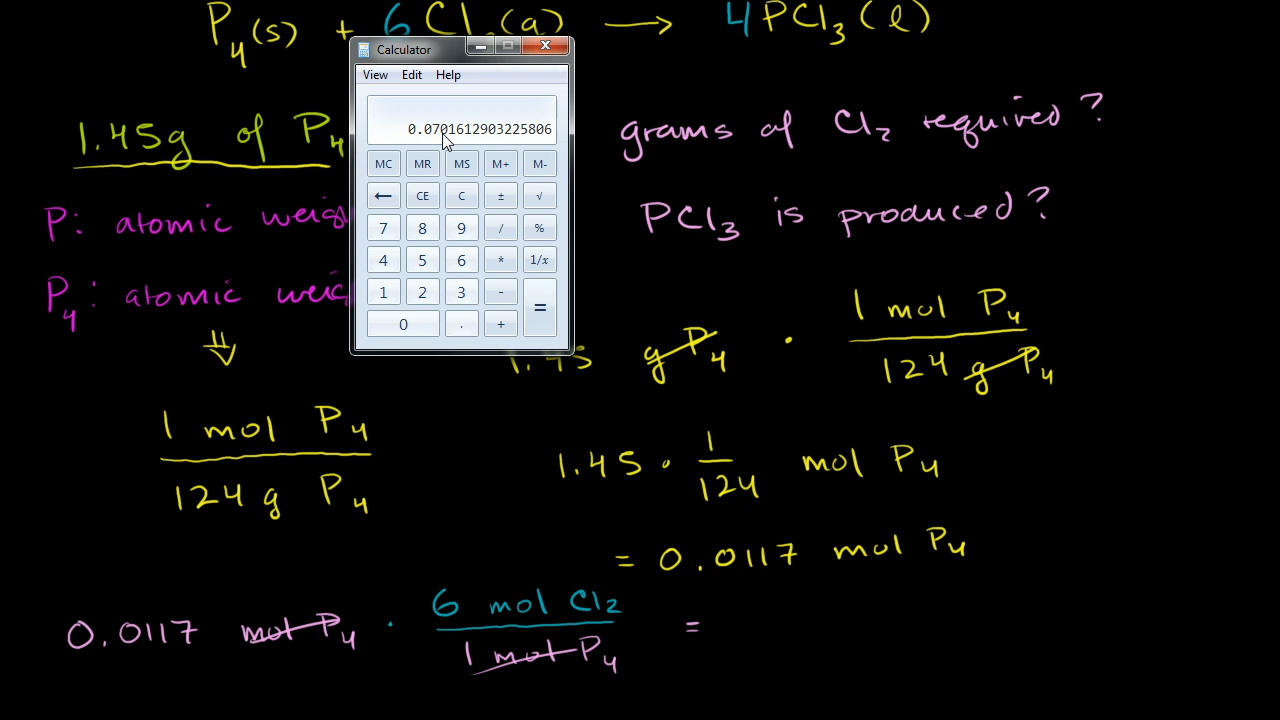 P₄(s) + 6Cl₂(g) → 4PCl₃(l)
Calculator
View Edit Help
0.0701612903225806
MC MR MS M+ M-
← CE C ± √
7 8 9 / %
4 5 6 * 1/x
1 2 3 - =
0 . +
1.45g of P₄
grams of Cl₂ required?
P: atomic
PCl₃ is produced?
P₄: atomic
⇓
1.45 g P₄ · 1 mol P₄
124 g P₄
1 mol P₄
124 g P₄
1.45 · 1/124 mol P₄
= 0.0117 mol P₄
0.0117 mol P₄ · 6 mol Cl₂ =
1 mol P₄